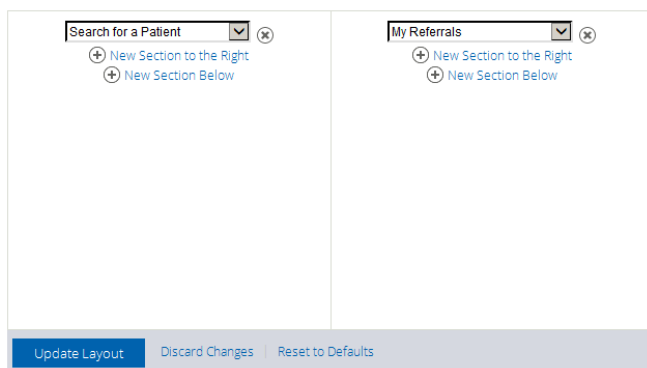 Search for a Patient
New Section to the Right
New Section Below
My Referrals
New Section to the Right
New Section Below
Update Layout
Discard Changes
Reset to Defaults